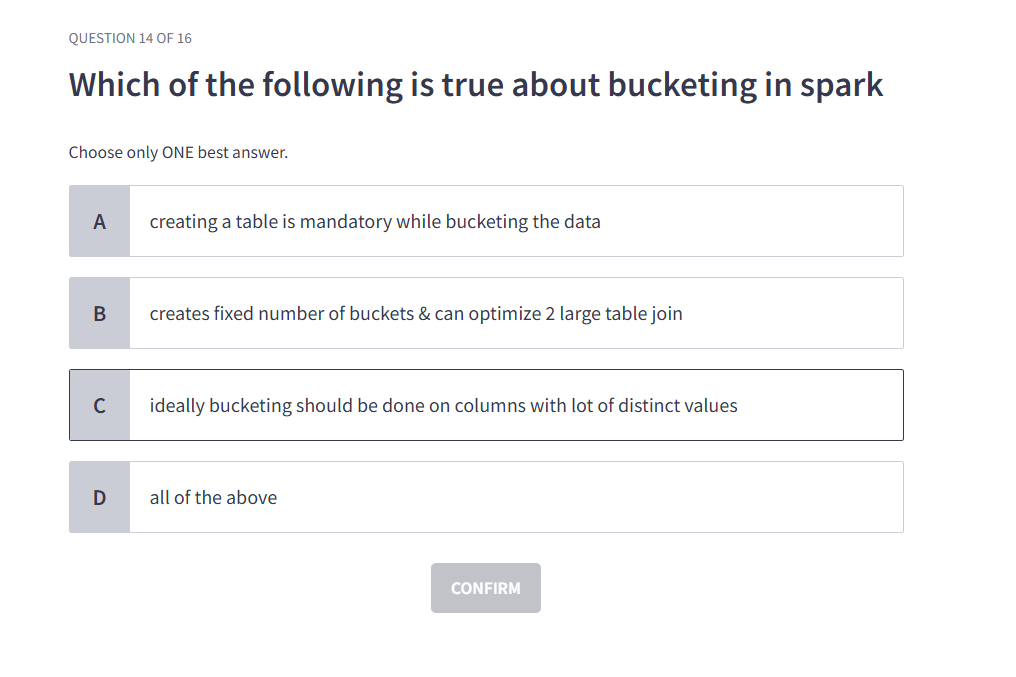 QUESTION 14 OF 16
Which of the following is true about bucketing in spark
Choose only ONE best answer.
A creating a table is mandatory while bucketing the data
B creates fixed number of buckets & can optimize 2 large table join
C ideally bucketing should be done on columns with lot of distinct values
D all of the above
CONFIRM